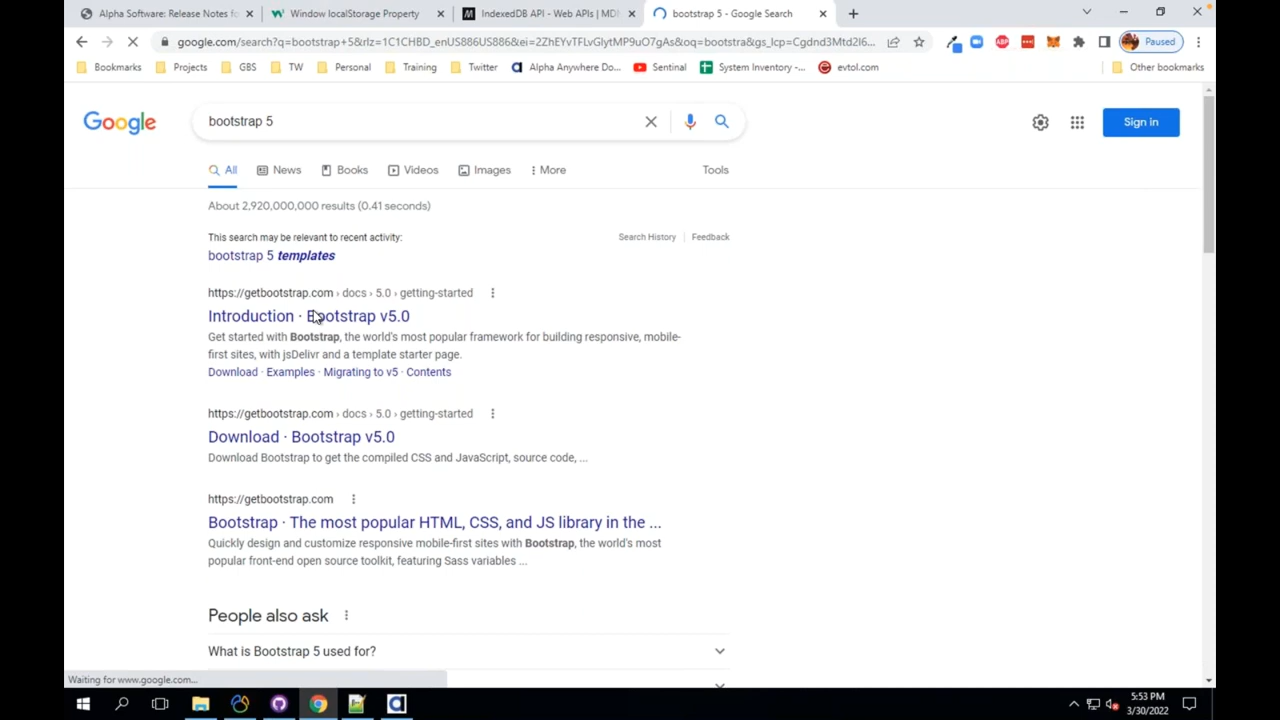 Alpha Software: Release Notes fo
Window localStorage Property
IndexedDB API - Web APIs | MDN
bootstrap 5 - Google Search
google.com/search?q=bootstrap+5&rlz=1C1CHBD_enUS886US886&ei=2ZhEYvTFLvGlytMP9uO7gAs&oq=bootstra&gs_lcp=Cgdnd3Mtd2l6...
Paused
Bookmarks
Projects
GBS
TW
Personal
Training
Twitter
Alpha Anywhere Do...
Sentinal
System Inventory -...
evtol.com
Other bookmarks
Google
bootstrap 5
Sign in
All
News
Books
Videos
Images
More
Tools
About 2,920,000,000 results (0.41 seconds)
This search may be relevant to recent activity:
Search History
Feedback
bootstrap 5 templates
https://getbootstrap.com › docs › 5.0 › getting-started
Introduction · Bootstrap v5.0
Get started with Bootstrap, the world's most popular framework for building responsive, mobile-
first sites, with jsDelivr and a template starter page.
Download · Examples · Migrating to v5 · Contents
https://getbootstrap.com › docs › 5.0 › getting-started
Download · Bootstrap v5.0
Download Bootstrap to get the compiled CSS and JavaScript, source code, ...
https://getbootstrap.com
Bootstrap · The most popular HTML, CSS, and JS library in the ...
Quickly design and customize responsive mobile-first sites with Bootstrap, the world's most
popular front-end open source toolkit, featuring Sass variables ...
People also ask
What is Bootstrap 5 used for?
Waiting for www.google.com...
5:53 PM
3/30/2022